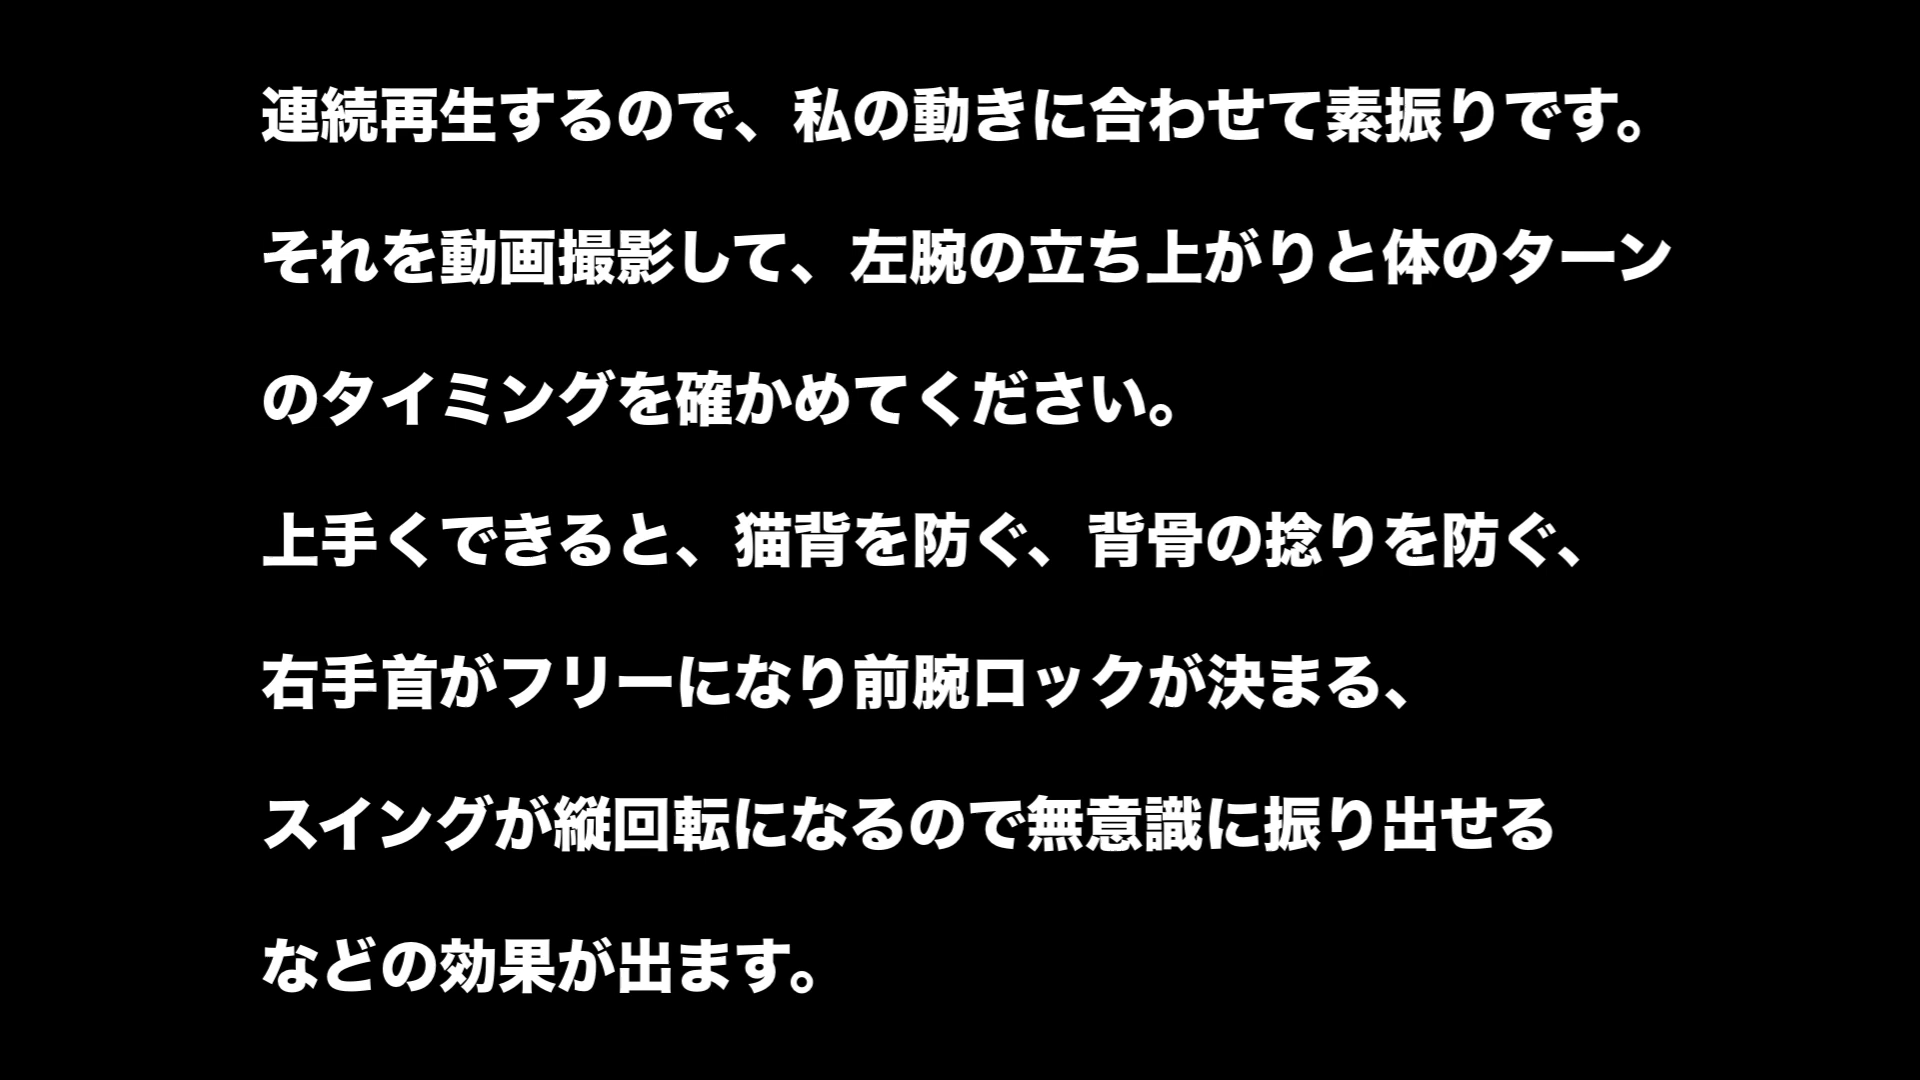 連続再生するので、私の動きに合わせて素振りです。
それを動画撮影して、左腕の立ち上がりと体のターン
のタイミングを確かめてください。
上手くできると、猫背を防ぐ、背骨の捻りを防ぐ、
右手首がフリーになり前腕ロックが決まる、
スイングが縦回転になるので無意識に振り出せる
などの効果が出ます。